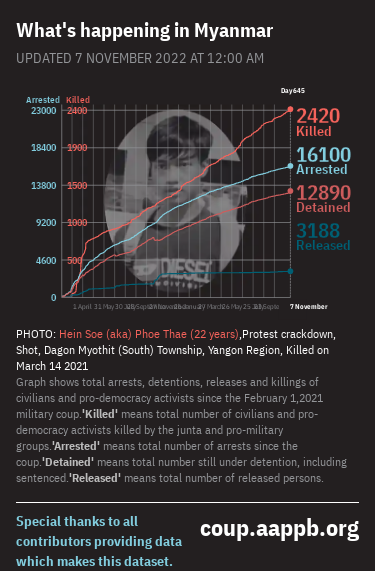 What's happening in Myanmar
UPDATED 7 NOVEMBER 2022 AT 12:00 AM
Day645
Arrested Killed
23000 2400
18400 1900
13800 1500
9200 1000
4600 500
0
2420
Killed
16100
Arrested
12890
Detained
3188
Released
DIESEL
1 April 31 May 30
7 November
PHOTO: Hein Soe (aka) Phoe Thae (22 years),Protest crackdown,
Shot, Dagon Myothit (South) Township, Yangon Region, Killed on
March 14 2021
Graph shows total arrests, detentions, releases and killings of
civilians and pro-democracy activists since the February 1,2021
military coup.'Killed' means total number of civilians and pro-
democracy activists killed by the junta and pro-military
groups.'Arrested' means total number of arrests since the
coup.'Detained' means total number still under detention, including
sentenced.'Released' means total number of released persons.
Special thanks to all
contributors providing data
which makes this dataset.
coup.aappb.org